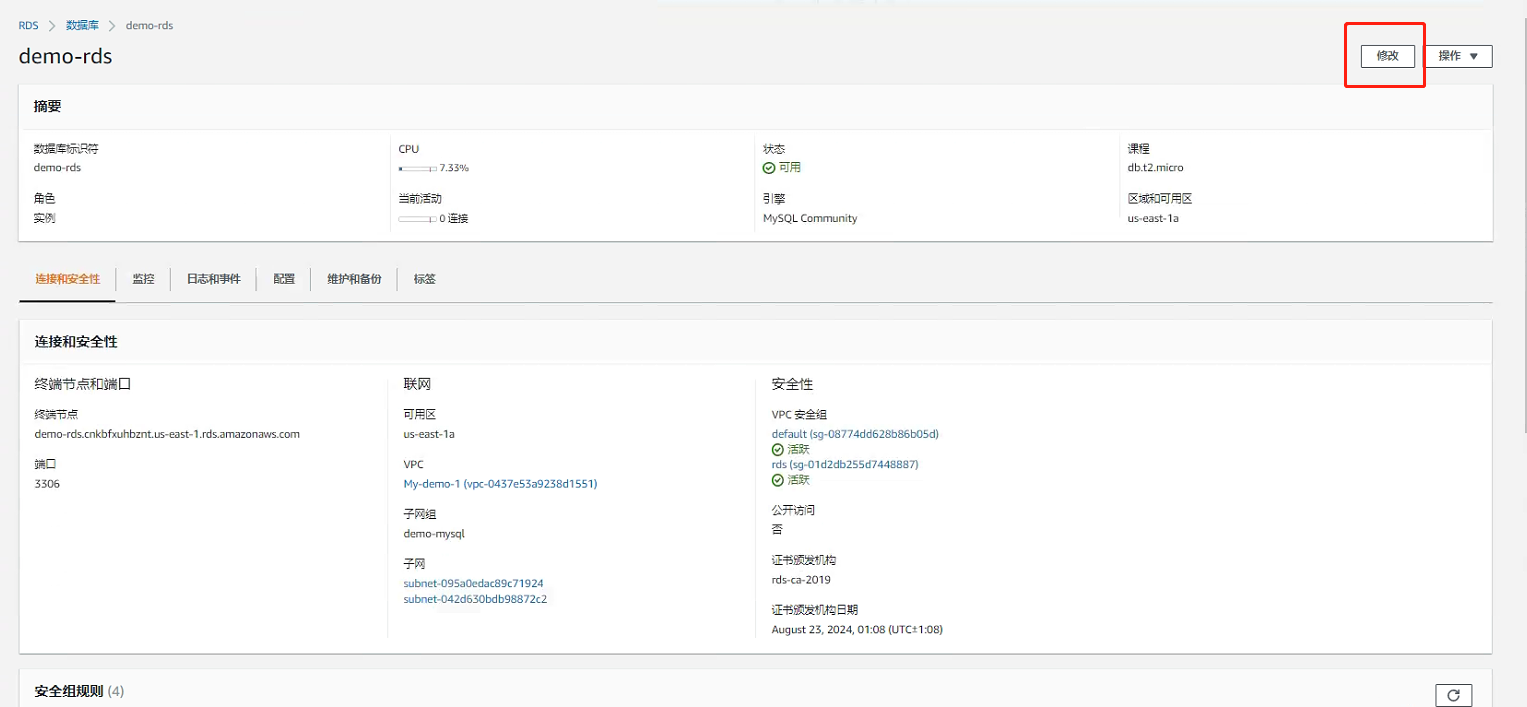 RDS > 数据库 > demo-rds
demo-rds
修改
操作 ▼
摘要
数据库标识符
demo-rds
角色
实例
CPU
7.33%
当前活动
0 连接
状态
可用
引擎
MySQL Community
课程
db.t2.micro
区域和可用区
us-east-1a
连接和安全性
监控
日志和事件
配置
维护和备份
标签
连接和安全性
终端节点和端口
终端节点
demo-rds.cnkbfxuhbznt.us-east-1.rds.amazonaws.com
端口
3306
联网
可用区
us-east-1a
VPC
My-demo-1 (vpc-0437e53a9238d1551)
子网组
demo-mysql
子网
subnet-095a0edac89c71924
subnet-042d630bdb98872c2
安全性
VPC 安全组
default (sg-08774dd628b86b05d)
活跃
rds (sg-01d2db255d7448887)
活跃
公开访问
否
证书颁发机构
rds-ca-2019
证书颁发机构日期
August 23, 2024, 01:08 (UTC±1:08)
安全组规则 (4)